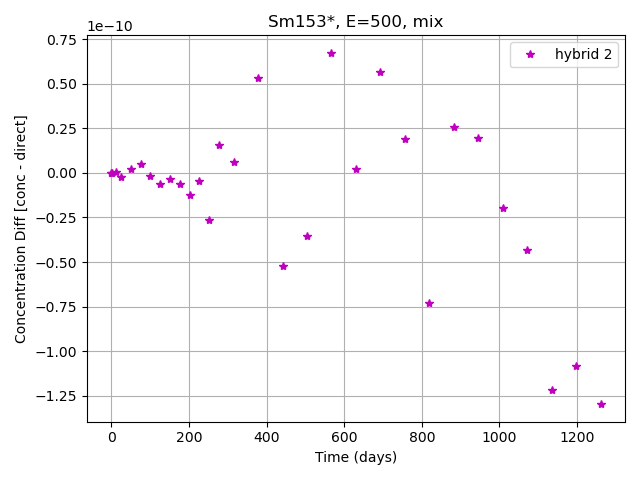 Sm153*, E=500, mix
1e−10
hybrid 2
0.75
0.50
0.25
0.00
−0.25
−0.50
−0.75
−1.00
−1.25
Concentration Diff [conc - direct]
0 200 400 600 800 1000 1200
Time (days)